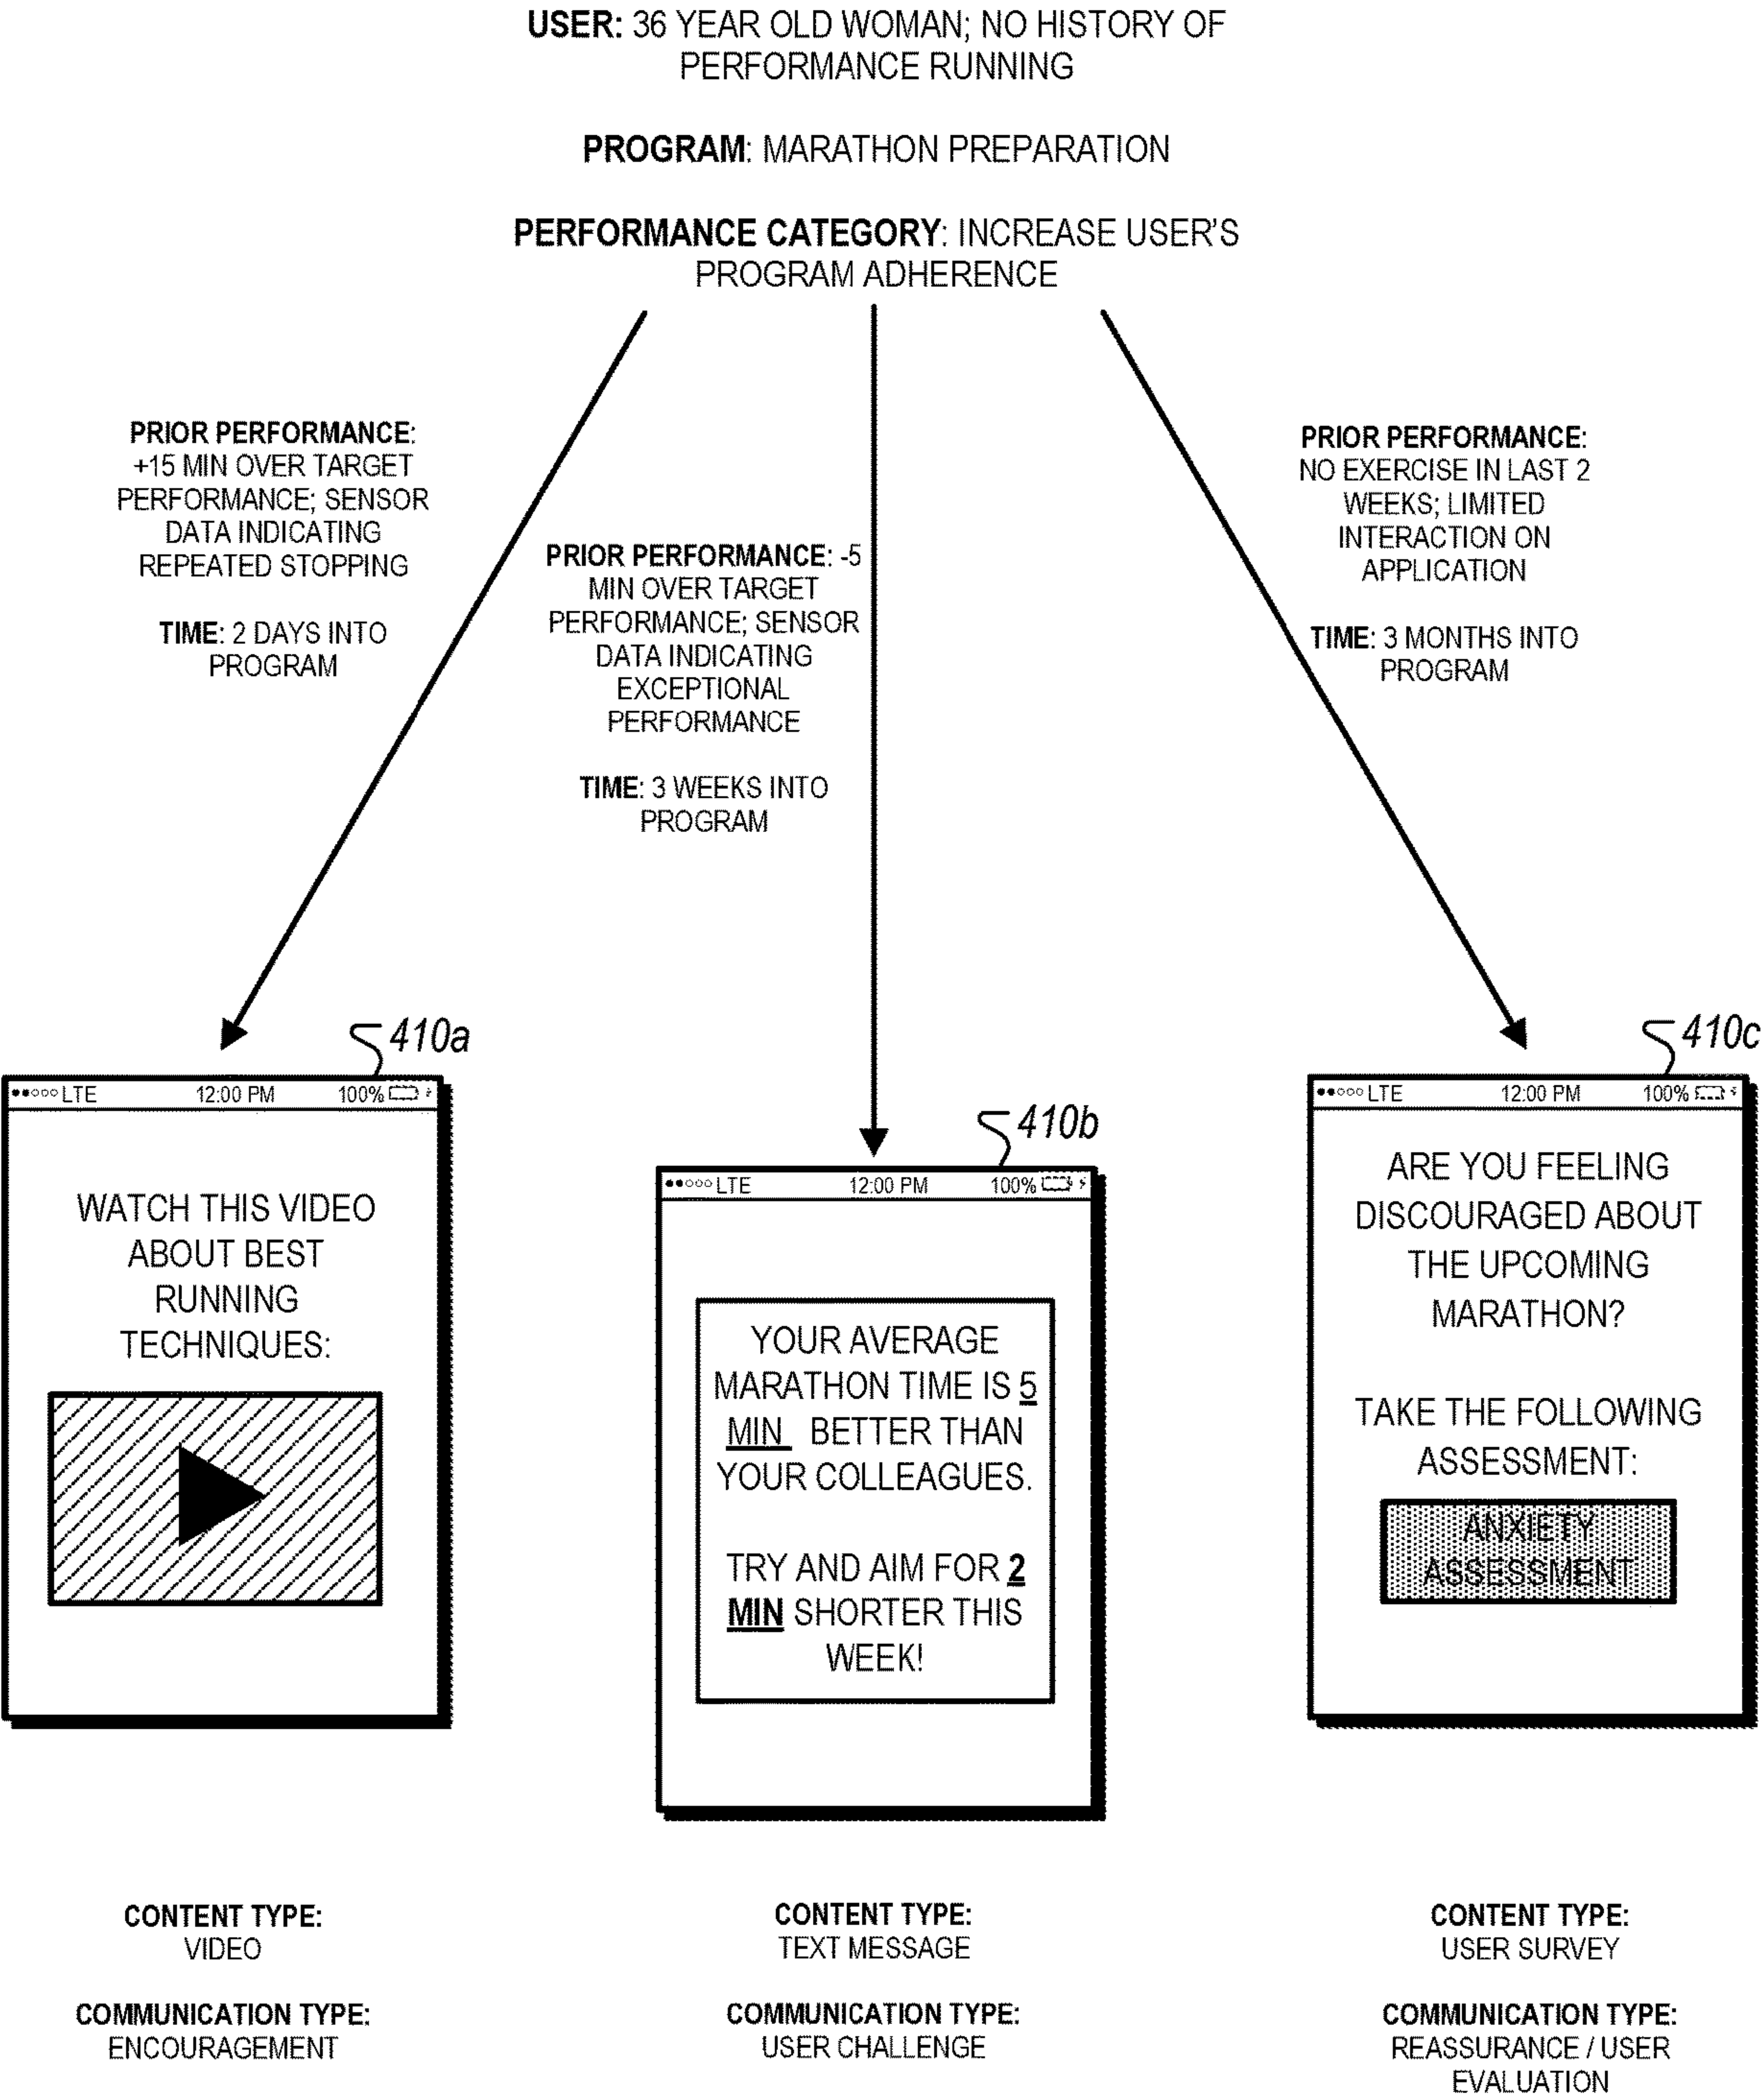 USER: 36 YEAR OLD WOMAN; NO HISTORY OF
PERFORMANCE RUNNING
PROGRAM: MARATHON PREPARATION
PERFORMANCE CATEGORY: INCREASE USER'S
PROGRAM ADHERENCE
PRIOR PERFORMANCE:
+15 MIN OVER TARGET
PERFORMANCE; SENSOR
DATA INDICATING
REPEATED STOPPING
TIME: 2 DAYS INTO
PROGRAM
PRIOR PERFORMANCE: -5
MIN OVER TARGET
PERFORMANCE; SENSOR
DATA INDICATING
EXCEPTIONAL
PERFORMANCE
TIME: 3 WEEKS INTO
PROGRAM
PRIOR PERFORMANCE:
NO EXERCISE IN LAST 2
WEEKS; LIMITED
INTERACTION ON
APPLICATION
TIME: 3 MONTHS INTO
PROGRAM
410a
LTE 12:00 PM 100%
WATCH THIS VIDEO
ABOUT BEST
RUNNING
TECHNIQUES:
410b
LTE 12:00 PM 100%
YOUR AVERAGE
MARATHON TIME IS 5
MIN BETTER THAN
YOUR COLLEAGUES.
TRY AND AIM FOR 2
MIN SHORTER THIS
WEEK!
410c
LTE 12:00 PM 100%
ARE YOU FEELING
DISCOURAGED ABOUT
THE UPCOMING
MARATHON?
TAKE THE FOLLOWING
ASSESSMENT:
ANXIETY
ASSESSMENT
CONTENT TYPE:
VIDEO
COMMUNICATION TYPE:
ENCOURAGEMENT
CONTENT TYPE:
TEXT MESSAGE
COMMUNICATION TYPE:
USER CHALLENGE
CONTENT TYPE:
USER SURVEY
COMMUNICATION TYPE:
REASSURANCE / USER
EVALUATION